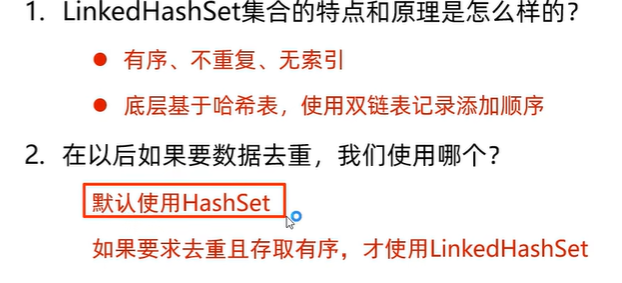 1. LinkedHashSet集合的特点和原理是怎么样的？
● 有序、不重复、无索引
● 底层基于哈希表，使用双链表记录添加顺序
2. 在以后如果要数据去重，我们使用哪个？
默认使用HashSet
如果要求去重且存取有序，才使用LinkedHashSet